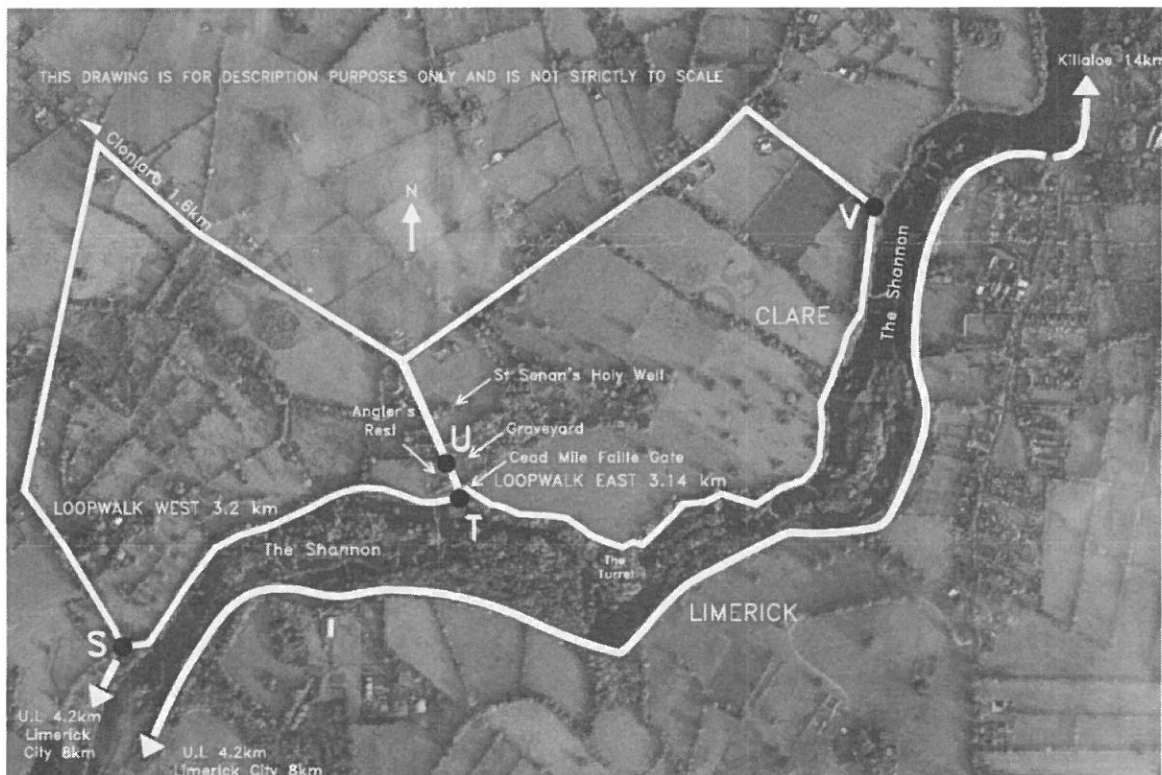 Killaloe 14km
THIS DRAWING IS FOR DESCRIPTION PURPOSES ONLY AND IS NOT STRICTLY TO SCALE
Clonlara 1.6km
N
V
The Shannon
CLARE
St Senan's Holy Well
Angler's
Rest
U
Graveyard
Cead Mile Failte Gate
LOOPWALK EAST 3.14 km
LOOPWALK WEST 3.2 km
T
The Shannon
The
Turret
LIMERICK
S
U.L 4.2km
Limerick
City 8km
U.L 4.2km
Limerick City 8km